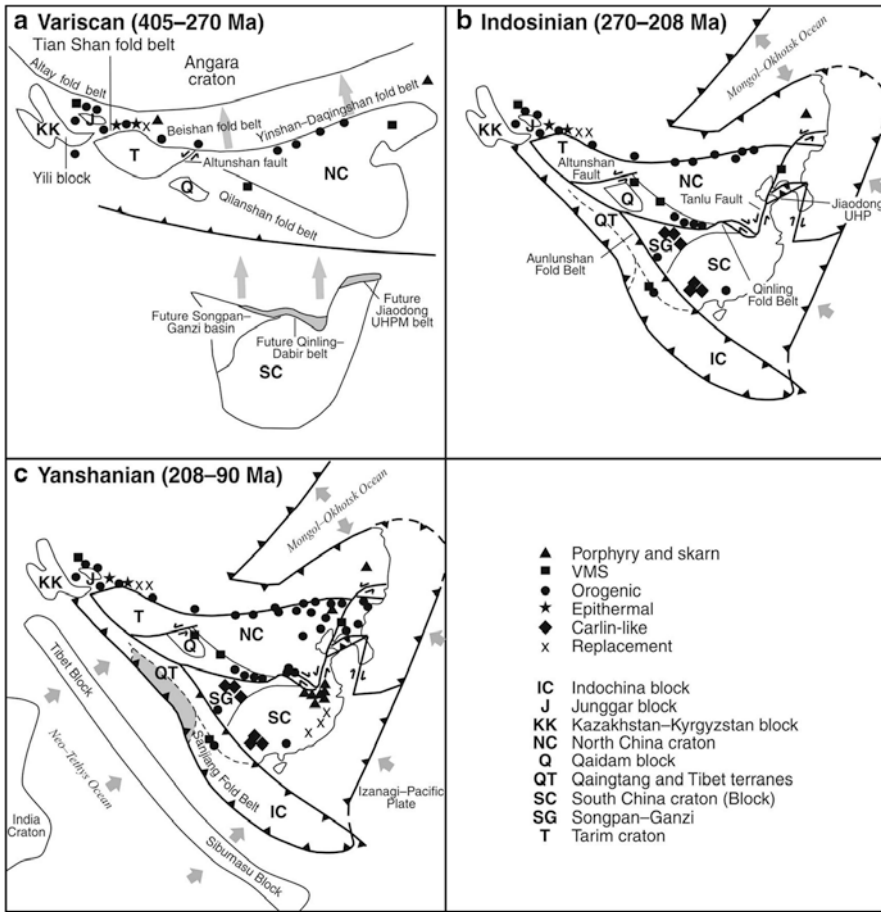 a Variscan (405–270 Ma)
Tian Shan fold belt
Altay fold belt
Angara
craton
Yinshan–Daqingshan fold belt
Beishan fold belt
KK
J
T
Altunshan fault
NC
Yili block
Q
Qilanshan fold belt
Future Songpan–
Ganzi basin
Future Qinling–
Dabir belt
Future
Jiaodong
UHPM belt
SC
b Indosinian (270–208 Ma)
Mongol–Okhotsk Ocean
KK
J
T
Altunshan
Fault
NC
Q
Tanlu Fault
Jiaodong
UHP
QT
SG
Aunlunshan
Fold Belt
SC
Qinling
Fold Belt
IC
c Yanshanian (208–90 Ma)
Mongol–Okhotsk Ocean
KK
J
T
NC
Q
QT
SG
SC
Tibet Block
Neo–Tethys Ocean
Sanjiang Fold Belt
IC
Izanagi–Pacific
Plate
India
Craton
Sibumasu Block
Porphyry and skarn
VMS
Orogenic
Epithermal
Carlin-like
x Replacement
IC Indochina block
J Junggar block
KK Kazakhstan–Kyrgyzstan block
NC North China craton
Q Qaidam block
QT Qaingtang and Tibet terranes
SC South China craton (Block)
SG Songpan–Ganzi
T Tarim craton